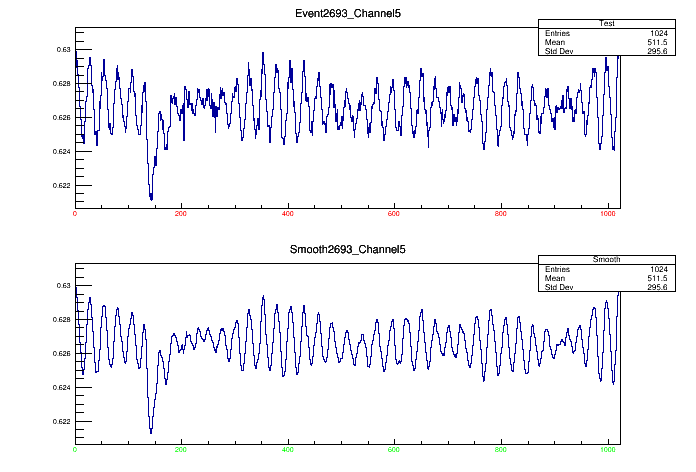 Event2693_Channel5
Test
Entries 1024
Mean 511.5
Std Dev 295.6
0.63
0.628
0.626
0.624
0.622
0 200 400 600 800 1000
Smooth2693_Channel5
Smooth
Entries 1024
Mean 511.5
Std Dev 295.6
0.63
0.628
0.626
0.624
0.622
0 200 400 600 800 1000